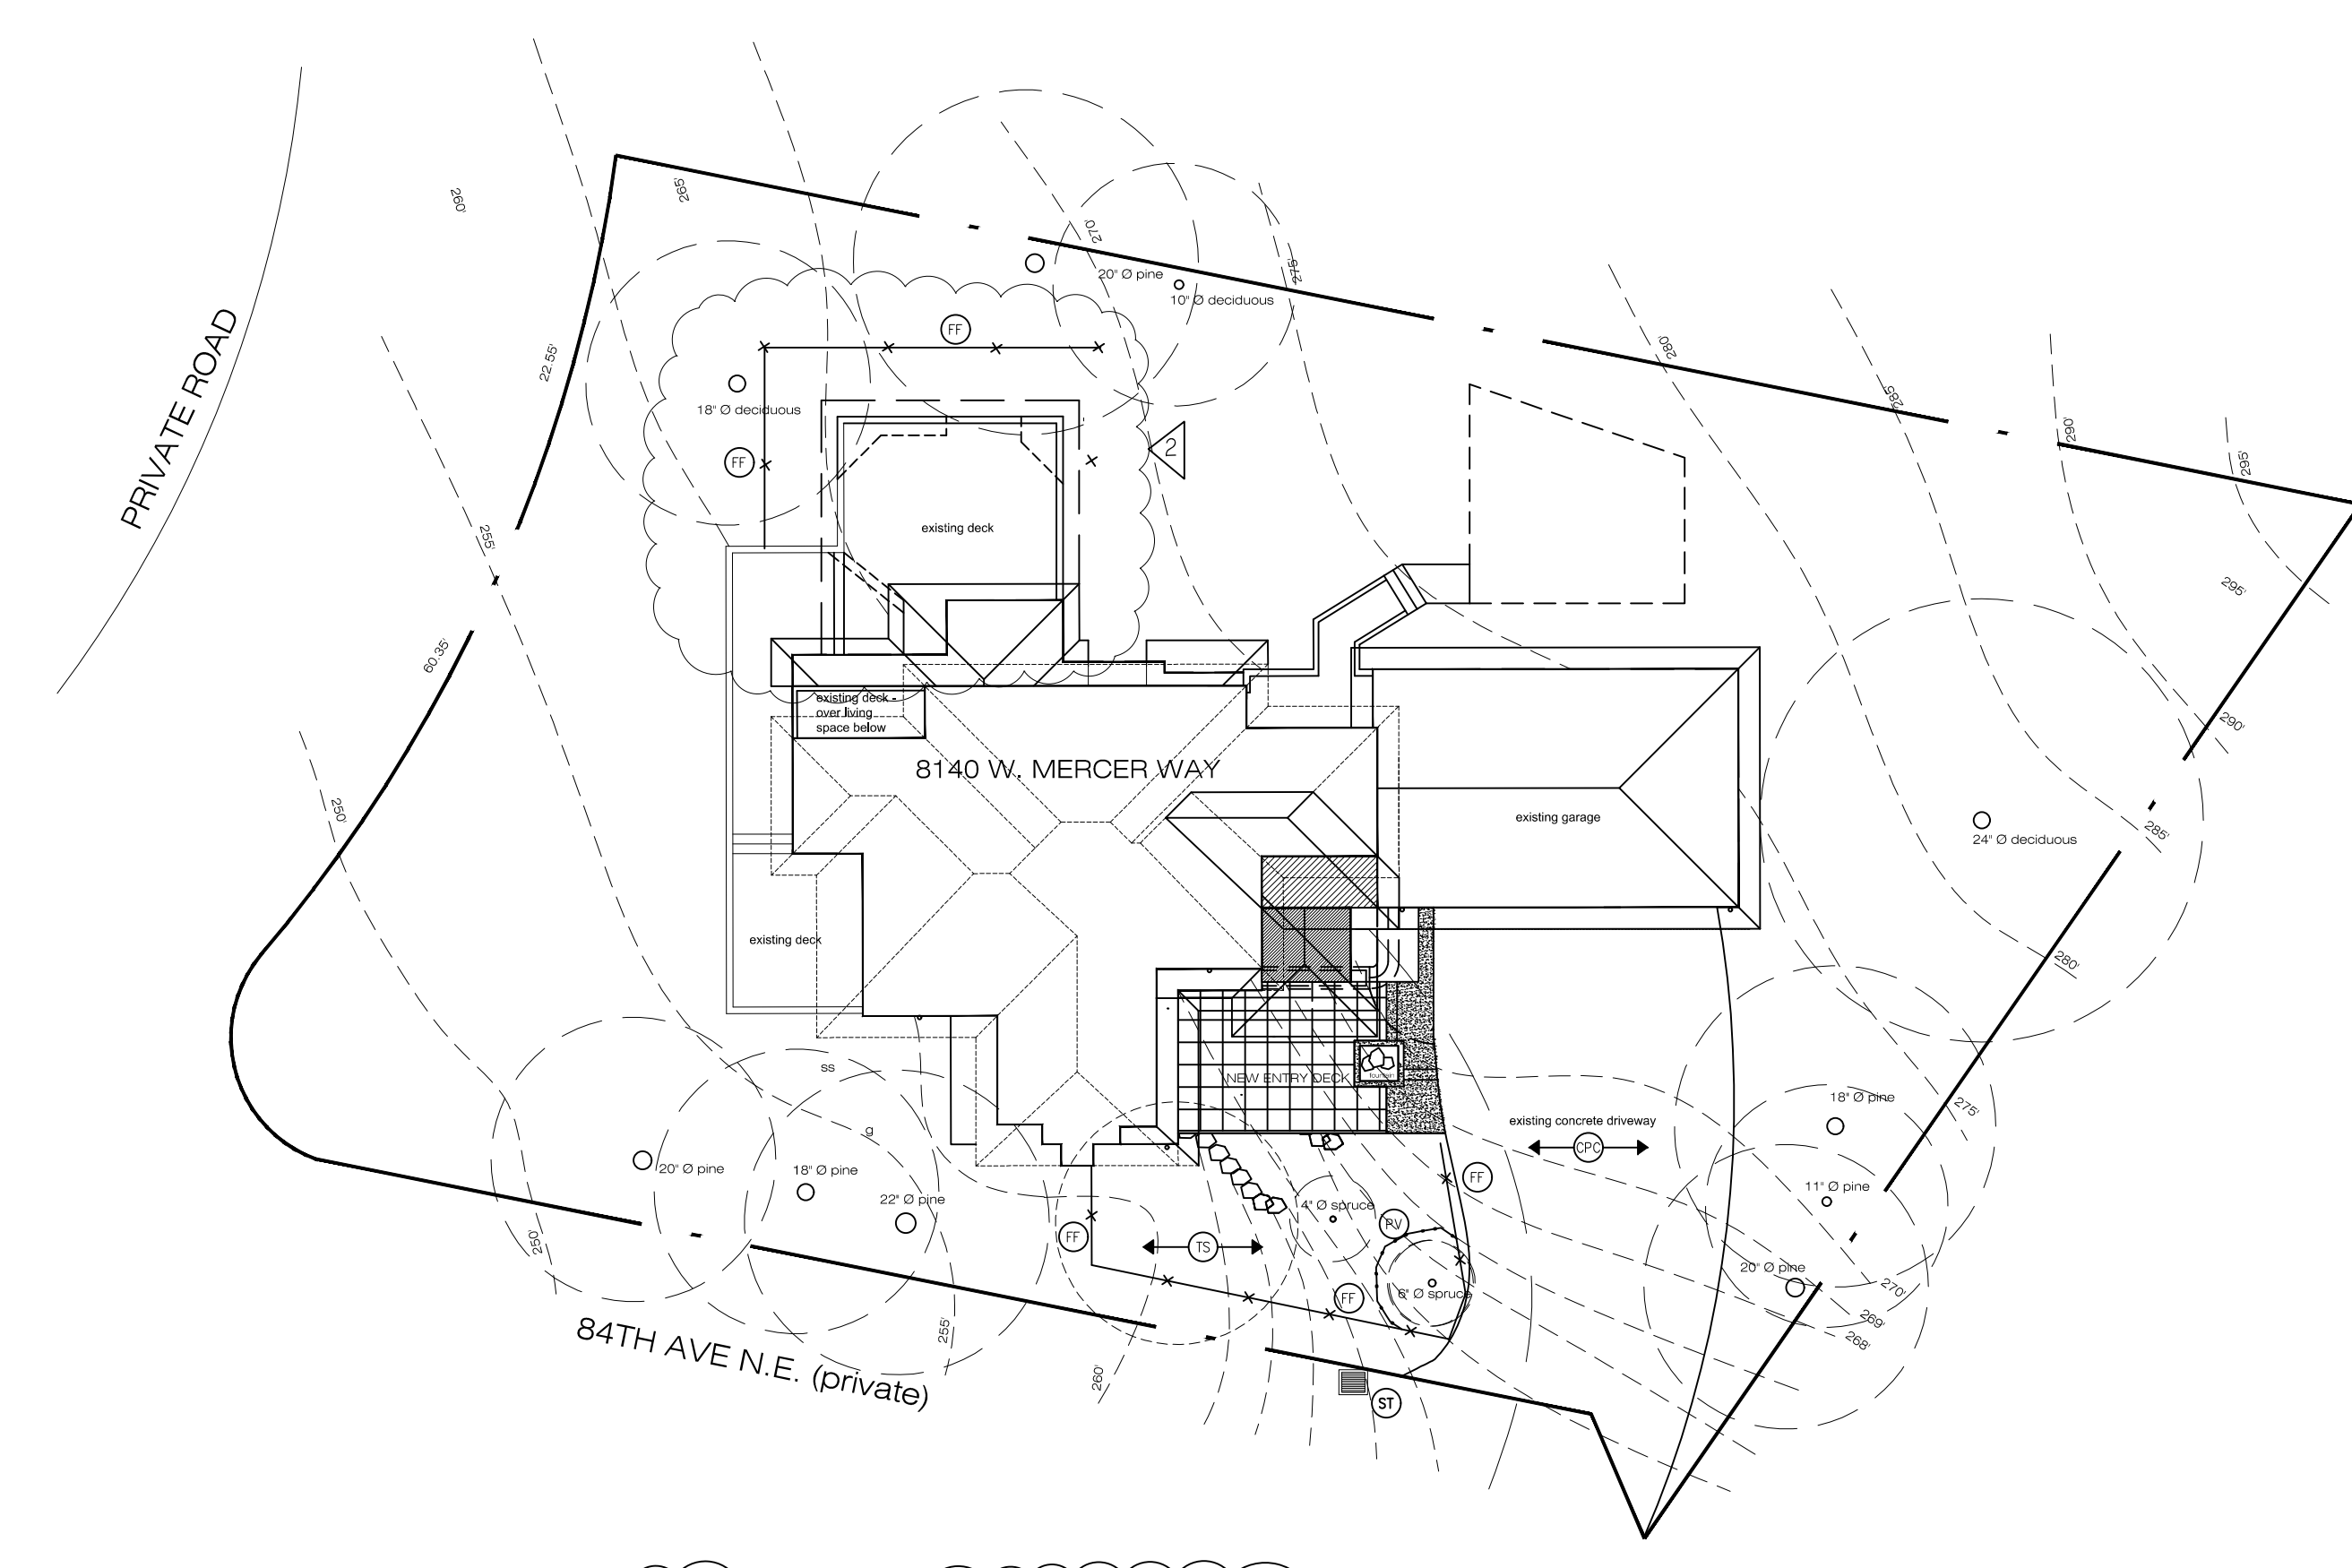 260'
265'
270'
275'
20" Ø pine
10" Ø deciduous
PRIVATE ROAD
22.55'
FF
280'
285'
290'
295'
18" Ø deciduous
FF
2
255'
existing deck
295'
60.35'
existing deck -
over living
space below
290'
8140 W. MERCER WAY
250'
existing garage
285'
24" Ø deciduous
existing deck
280'
ss
NEW ENTRY DECK
fountain
18" Ø pine
275'
existing concrete driveway
g
CPC
20" Ø pine
18" Ø pine
FF
11" Ø pine
22" Ø pine
4" Ø spruce
PV
FF
TS
250'
20" Ø pine
270'
6" Ø spruce
FF
269'
268'
84TH AVE N.E. (private)
255'
260'
ST